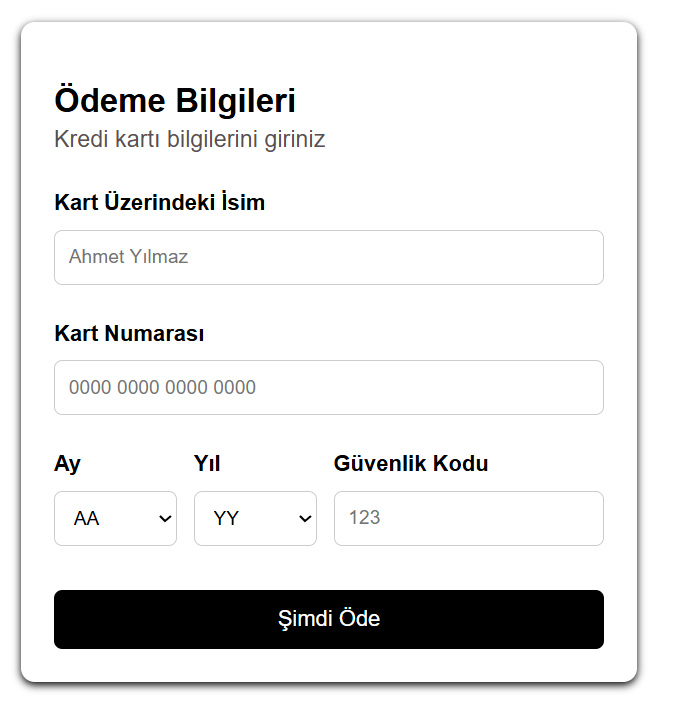 Ödeme Bilgileri
Kredi kartı bilgilerini giriniz
Kart Üzerindeki İsim
Ahmet Yılmaz
Kart Numarası
0000 0000 0000 0000
Ay Yıl Güvenlik Kodu
AA YY 123
Şimdi Öde